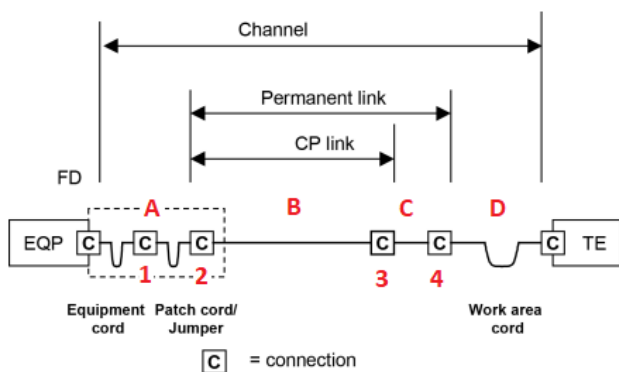 Channel
Permanent link
CP link
FD
A B C D
EQP C C C C C C TE
1 2 3 4
Equipment cord
Patch cord/ Jumper
Work area cord
C = connection